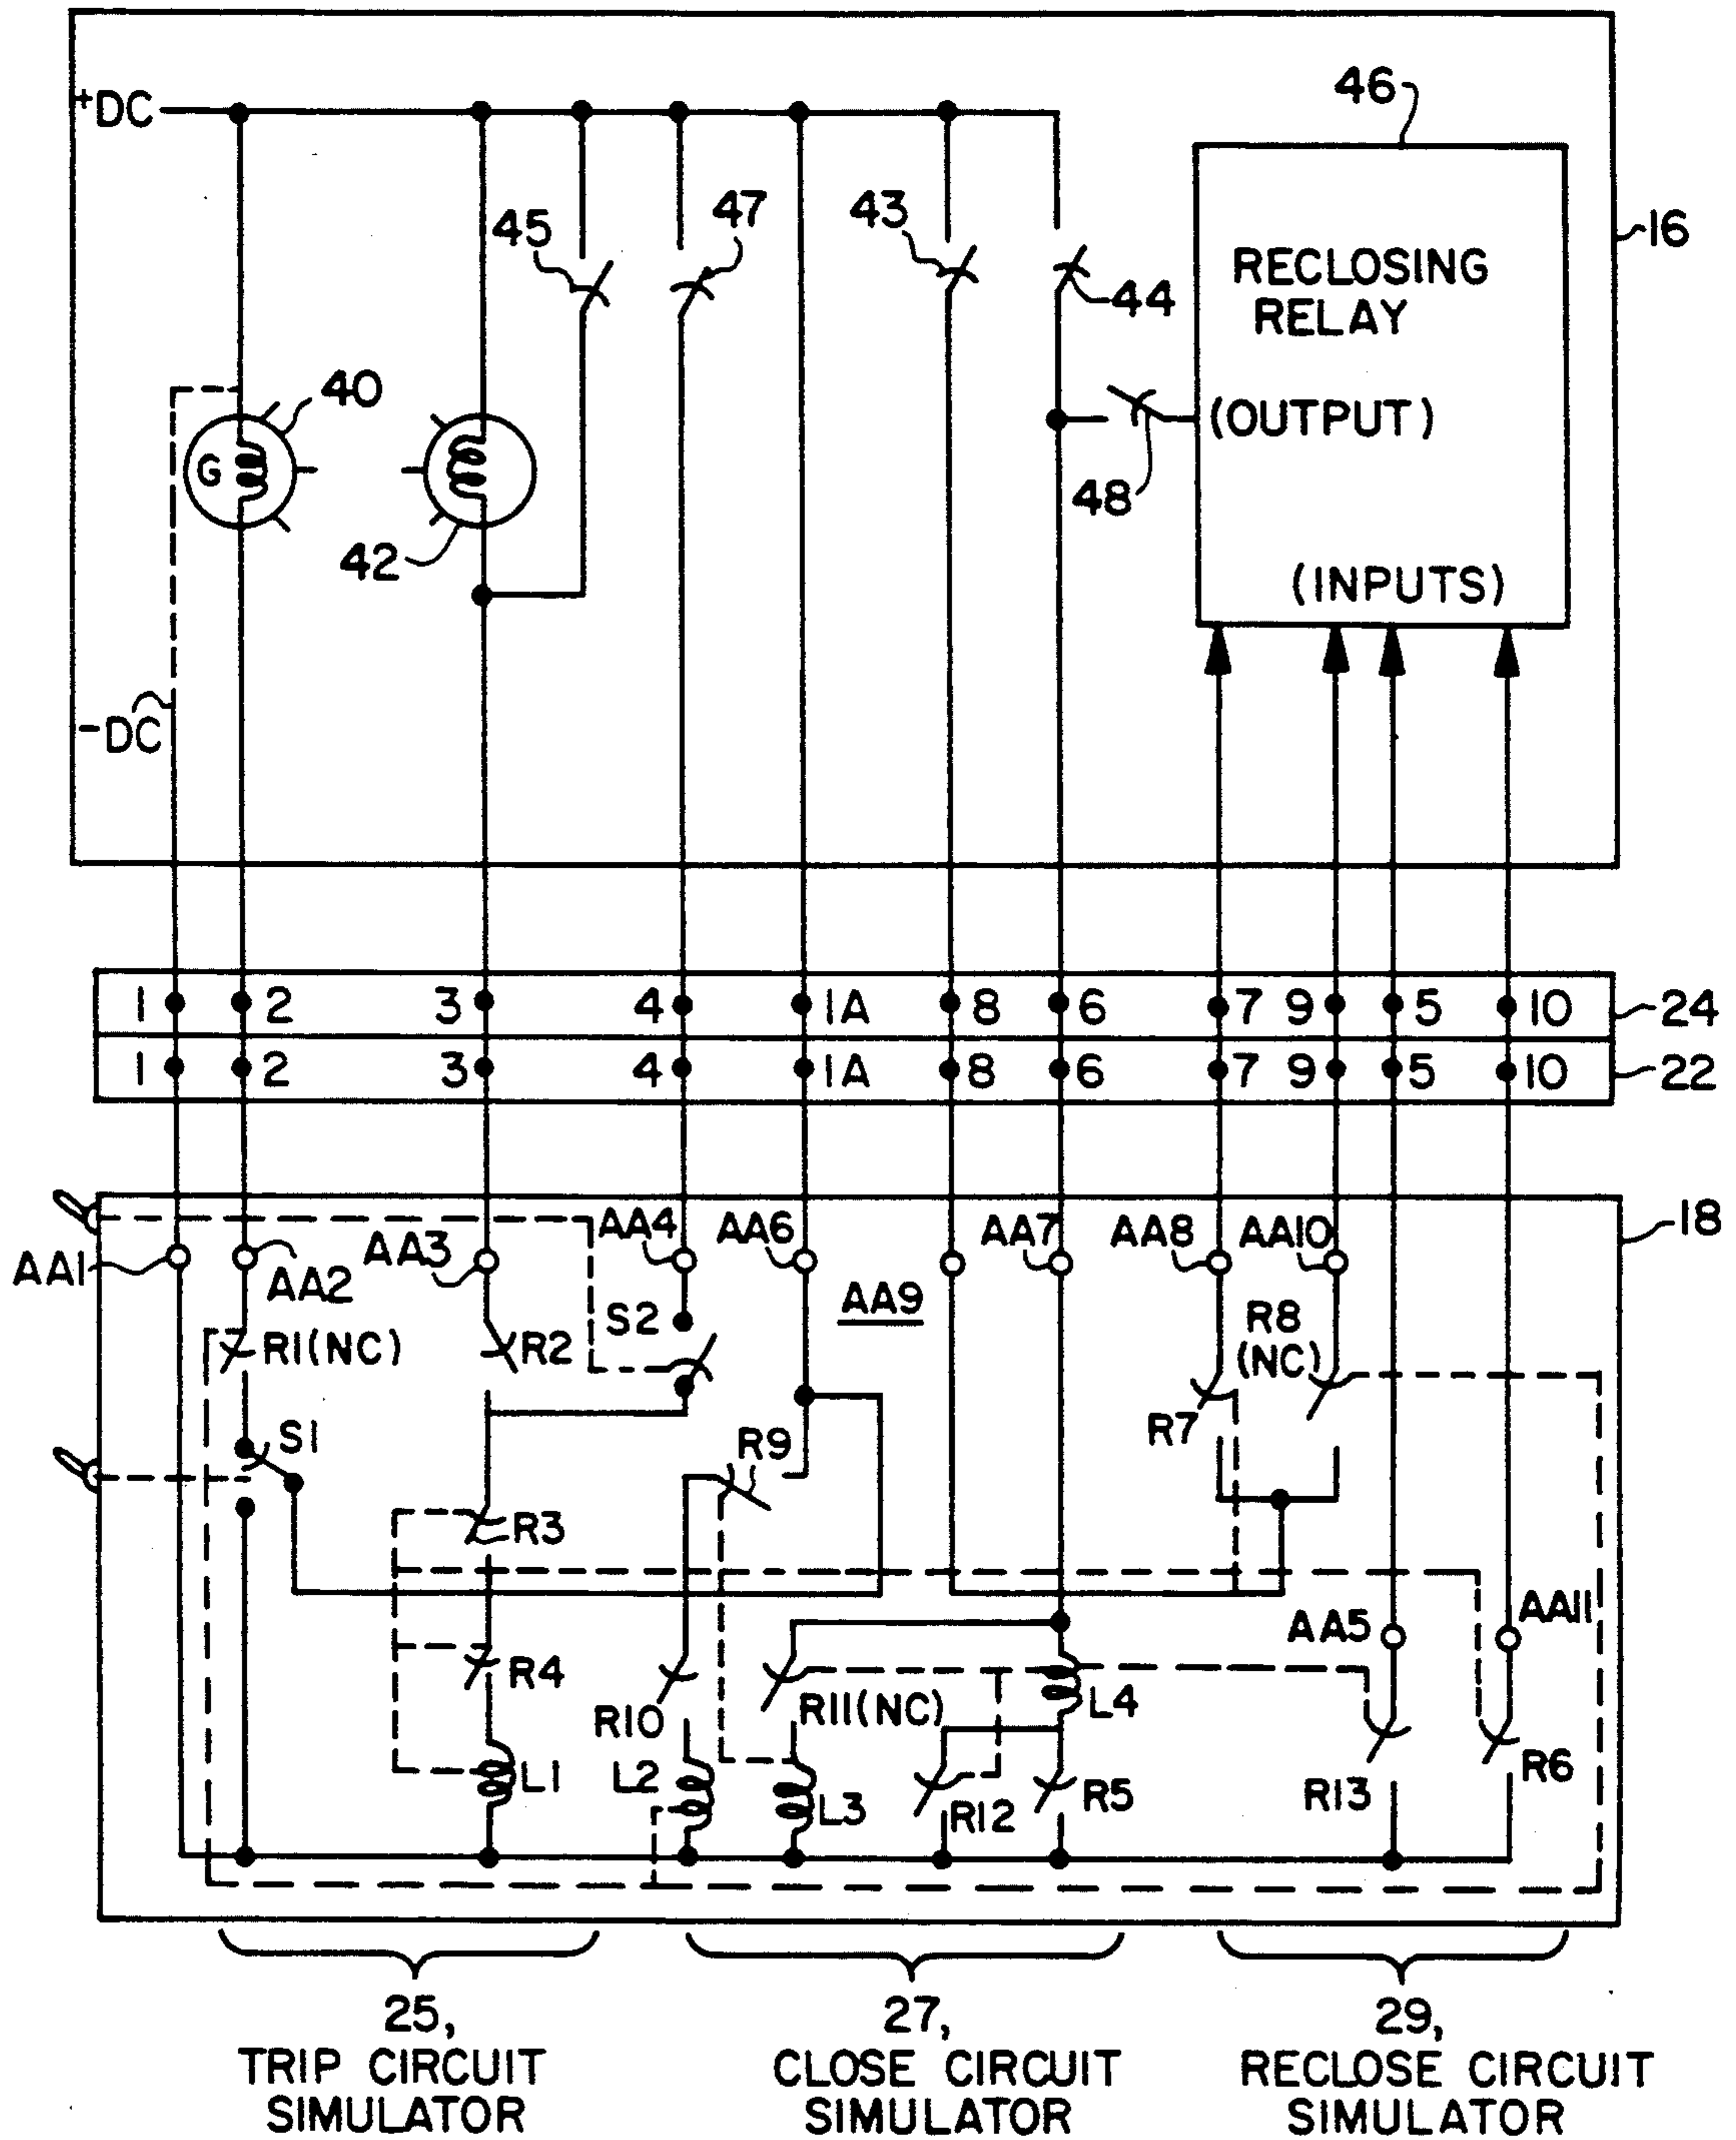 +DC
46
45
47
43
16
RECLOSING
RELAY
44
40
G
(OUTPUT)
48
42
(INPUTS)
-DC
1 2 3 4 1A 8 6 7 9 5 10 24
1 2 3 4 1A 8 6 7 9 5 10 22
18
AA1 AA2 AA3 AA4 AA6 AA7 AA8 AA10
AA9
R1(NC) R2 S2 R8
(NC)
S1 R9 R7
R3
AA5 AA11
R4 R10 R11(NC) L4
L1 L2 L3 R12 R5 R13 R6
25,
TRIP CIRCUIT
SIMULATOR
27,
CLOSE CIRCUIT
SIMULATOR
29,
RECLOSE CIRCUIT
SIMULATOR